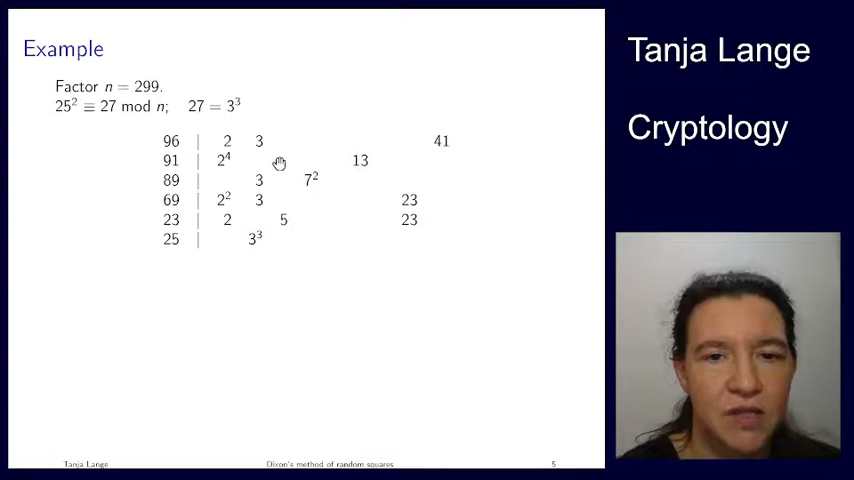 Example
Factor n = 299.
25² ≡ 27 mod n; 27 = 3³
96 | 2 3 41
91 | 2⁴ 13
89 | 3 7²
69 | 2² 3 23
23 | 2 5 23
25 | 3³
Tanja Lange Dixon's method of random squares 5
Tanja Lange
Cryptology